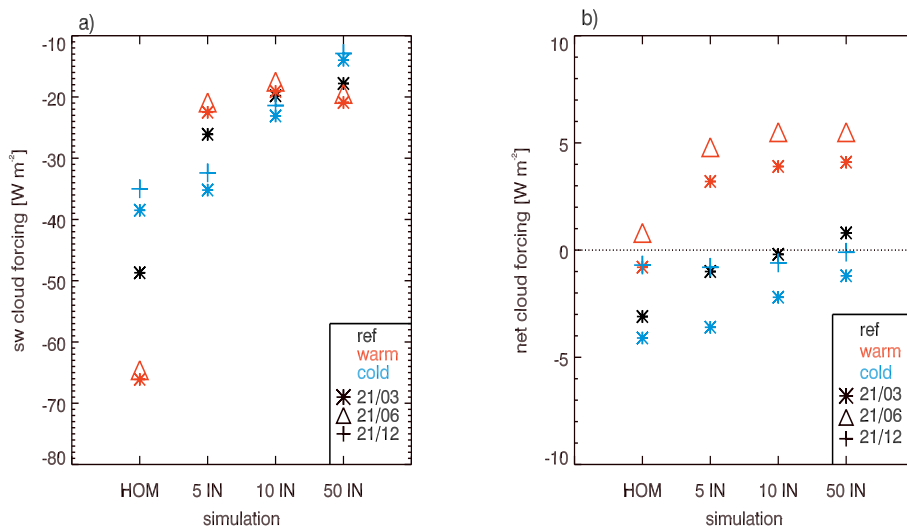 a)
-10
-20
-30
-40
-50
-60
-70
-80
sw cloud forcing [W m-2]
HOM 5 IN 10 IN 50 IN
simulation
ref
warm
cold
21/03
21/06
21/12
b)
10
5
0
-5
-10
net cloud forcing [W m-2]
HOM 5 IN 10 IN 50 IN
simulation
ref
warm
cold
21/03
21/06
21/12